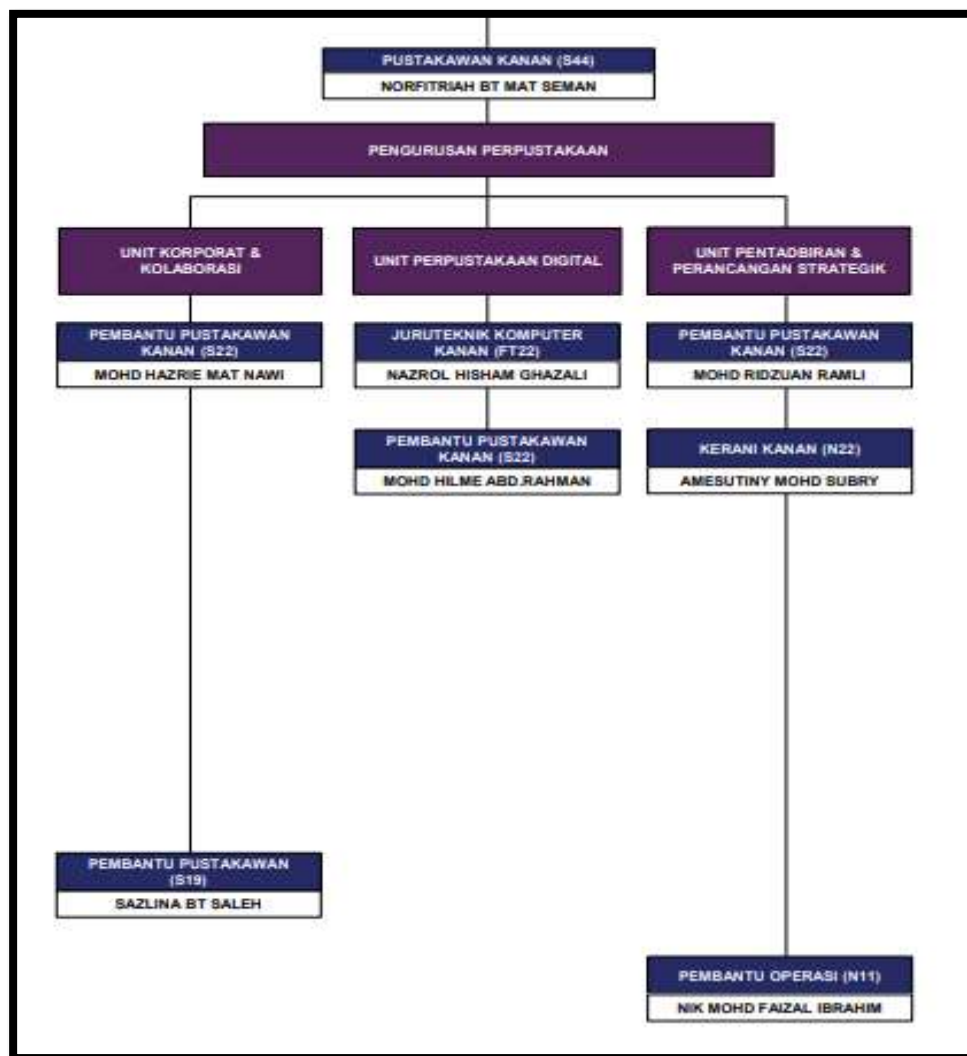 PUSTAKAWAN KANAN (S44)
NORFITRIAH BT MAT SEMAN
PENGURUSAN PERPUSTAKAAN
UNIT KORPORAT &
KOLABORASI
PEMBANTU PUSTAKAWAN
KANAN (S22)
MOHD HAZRIE MAT NAWI
PEMBANTU PUSTAKAWAN
(S19)
SAZLINA BT SALEH
UNIT PERPUSTAKAAN DIGITAL
JURUTEKNIK KOMPUTER
KANAN (FT22)
NAZROL HISHAM GHAZALI
PEMBANTU PUSTAKAWAN
KANAN (S22)
MOHD HILME ABD.RAHMAN
UNIT PENTADBIRAN &
PERANCANGAN STRATEGIK
PEMBANTU PUSTAKAWAN
KANAN (S22)
MOHD RIDZUAN RAMLI
KERANI KANAN (N22)
AMESUTINY MOHD SUBRY
PEMBANTU OPERASI (N11)
NIK MOHD FAIZAL IBRAHIM